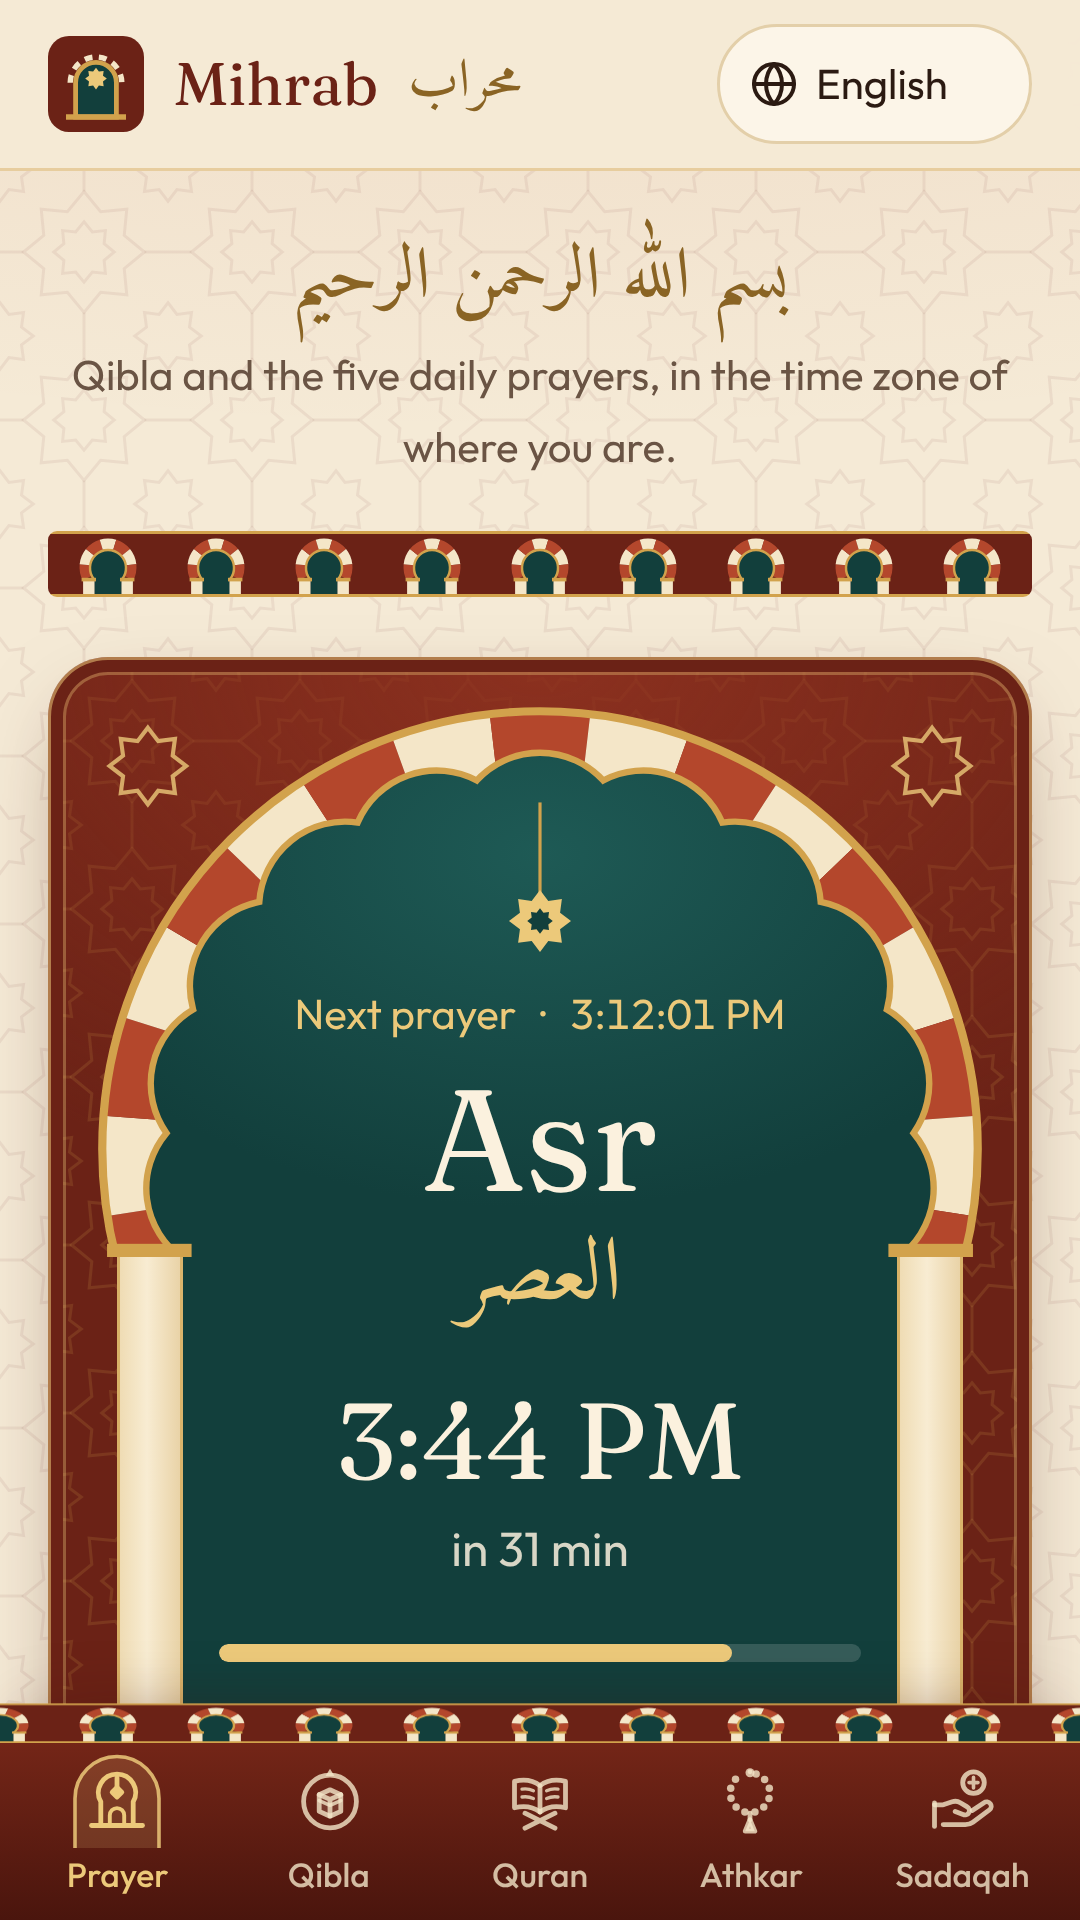 Mihrab محراب
English
بسم الله الرحمن الرحيم
Qibla and the five daily prayers, in the time zone of
where you are.
Next prayer · 3:12:01 PM
Asr
العصر
3:44 PM
in 31 min
Prayer
Qibla
Quran
Athkar
Sadaqah